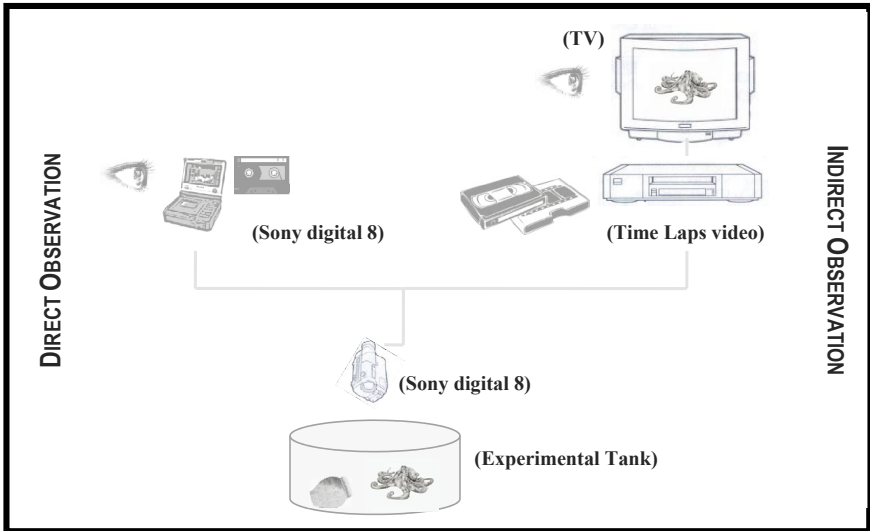 (TV)
DIRECT OBSERVATION
INDIRECT OBSERVATION
(Sony digital 8)
(Time Laps video)
(Sony digital 8)
(Experimental Tank)